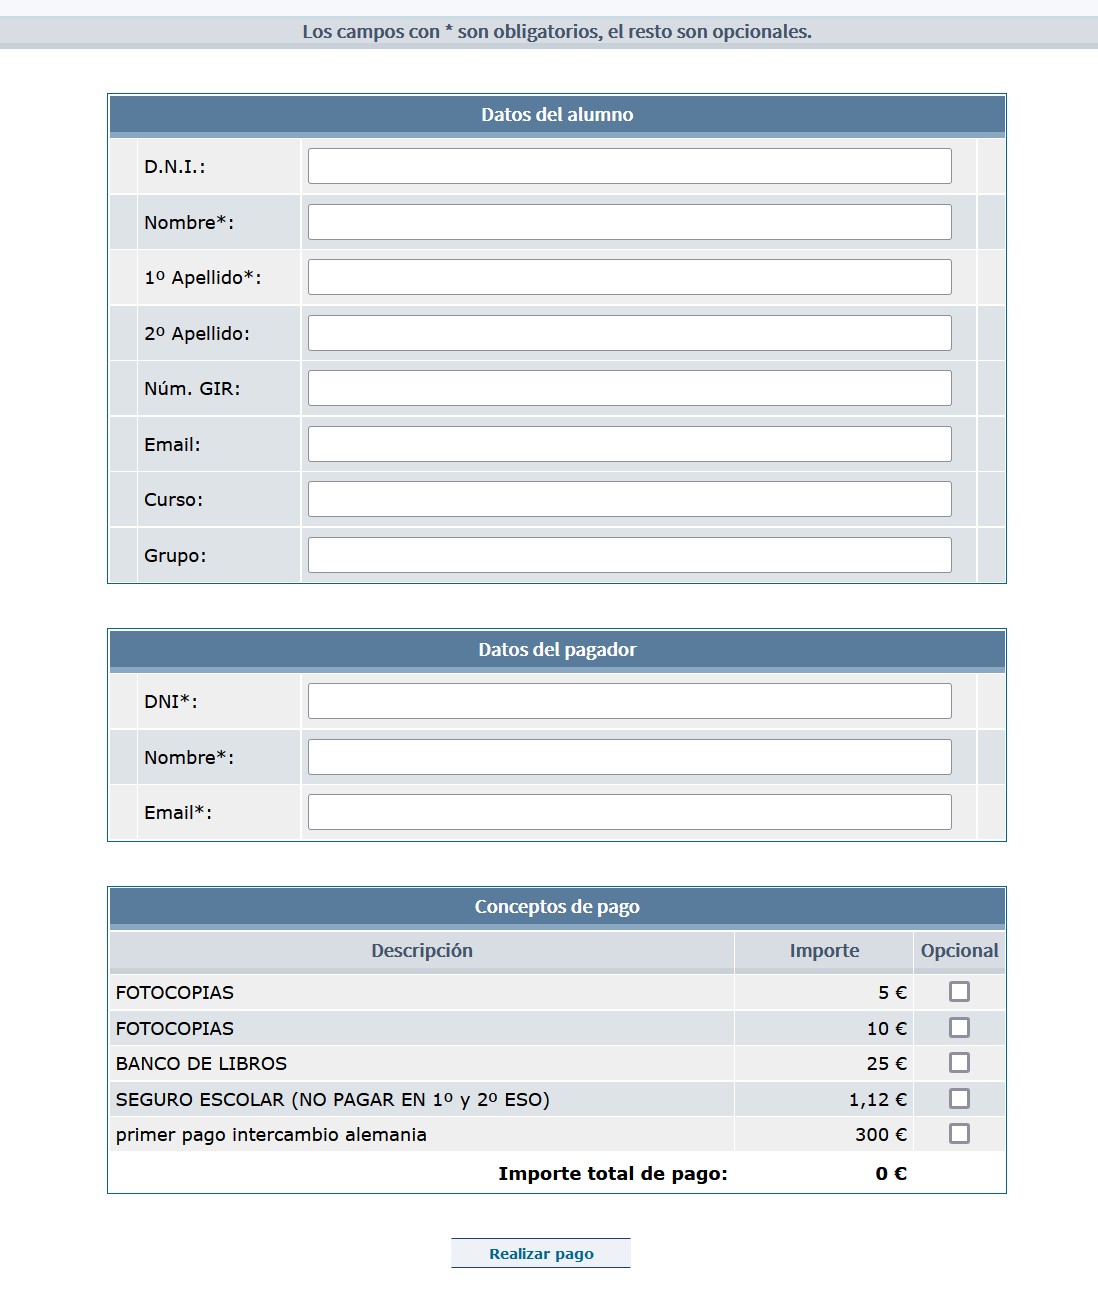 Los campos con * son obligatorios, el resto son opcionales.
Datos del alumno
D.N.I.:
Nombre*:
1º Apellido*:
2º Apellido:
Núm. GIR:
Email:
Curso:
Grupo:
Datos del pagador
DNI*:
Nombre*:
Email*:
Conceptos de pago
Descripción Importe Opcional
FOTOCOPIAS 5 €
FOTOCOPIAS 10 €
BANCO DE LIBROS 25 €
SEGURO ESCOLAR (NO PAGAR EN 1º y 2º ESO) 1,12 €
primer pago intercambio alemania 300 €
Importe total de pago: 0 €
Realizar pago